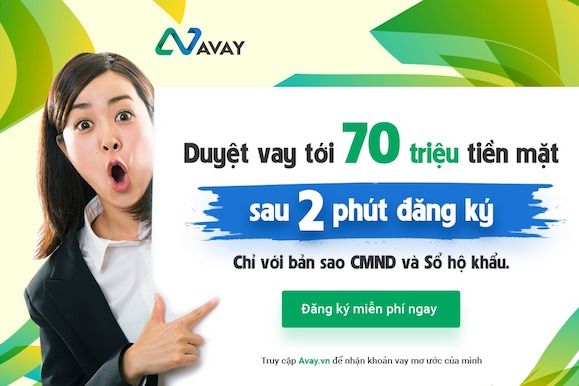 AVAY
Duyệt vay tới 70 triệu tiền mặt
sau 2 phút đăng ký
Chỉ với bản sao CMND và Sổ hộ khẩu.
Đăng ký miễn phí ngay
Truy cập Avay.vn để nhận khoản vay mơ ước của mình